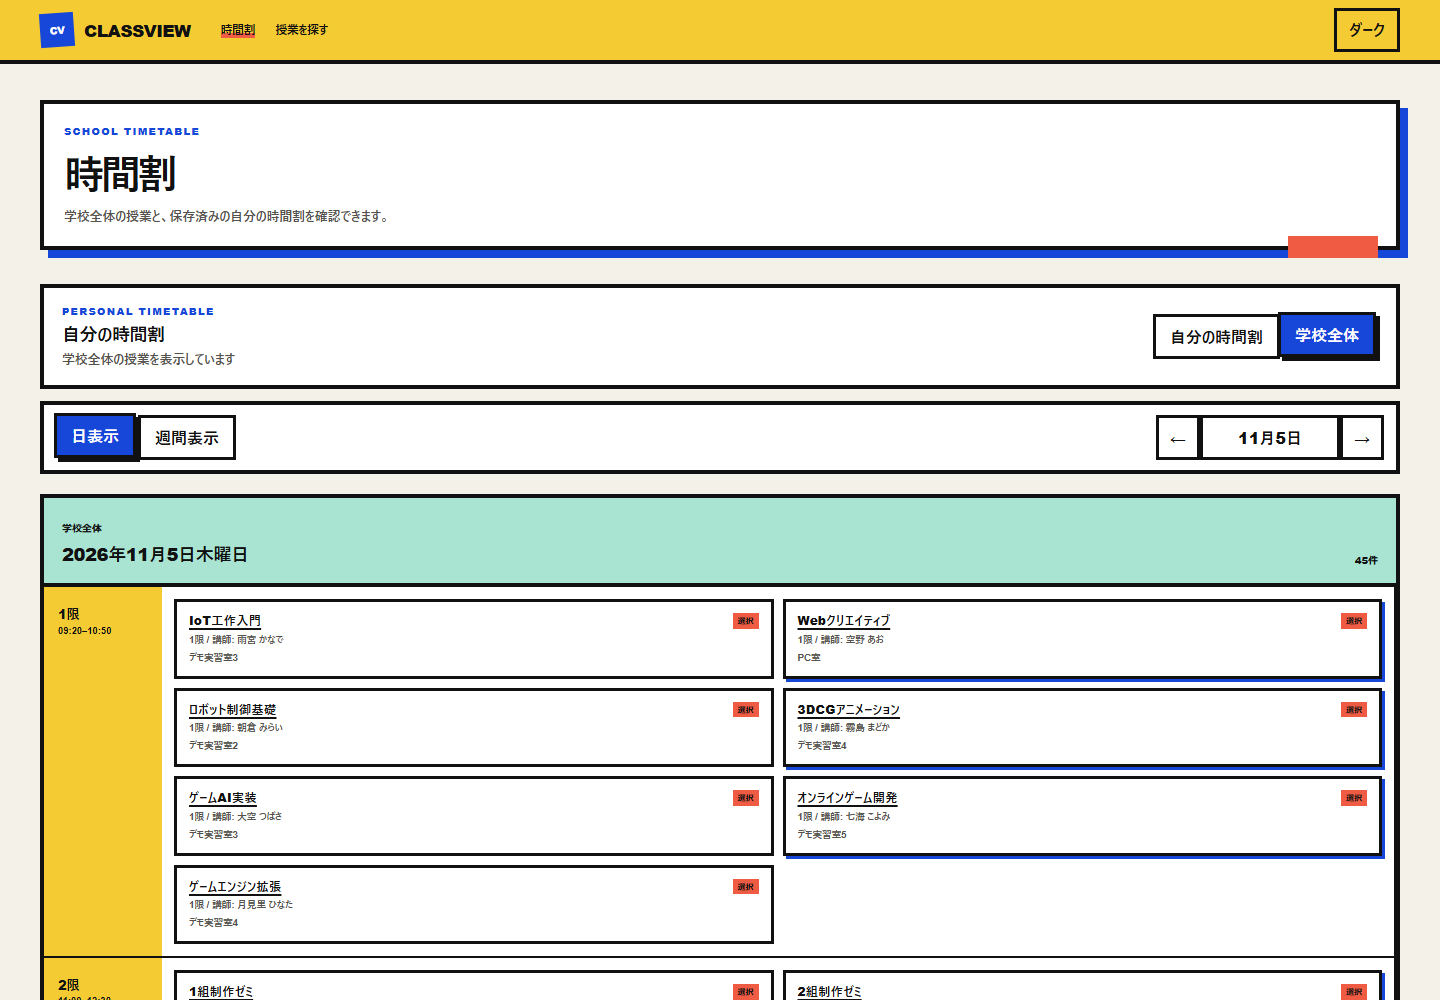 CV
CLASSVIEW
時間割
授業を探す
ダーク
SCHOOL TIMETABLE
時間割
学校全体の授業と、保存済みの自分の時間割を確認できます。
PERSONAL TIMETABLE
自分の時間割
学校全体の授業を表示しています
自分の時間割
学校全体
日表示
週間表示
←
11月5日
→
学校全体
2026年11月5日木曜日
45件
1限
09:20–10:50
IoT工作入門
選択
1限 / 講師: 雨宮 かなで
デモ実習室3
Webクリエイティブ
選択
1限 / 講師: 空野 あお
PC室
ロボット制御基礎
選択
1限 / 講師: 朝倉 みらい
デモ実習室2
3DCGアニメーション
選択
1限 / 講師: 霧島 まどか
デモ実習室4
ゲームAI実装
選択
1限 / 講師: 大空 つばさ
デモ実習室3
オンラインゲーム開発
選択
1限 / 講師: 七海 こよみ
デモ実習室5
ゲームエンジン拡張
選択
1限 / 講師: 月見里 ひなた
デモ実習室4
2限
1組制作ゼミ
選択
2組制作ゼミ
選択